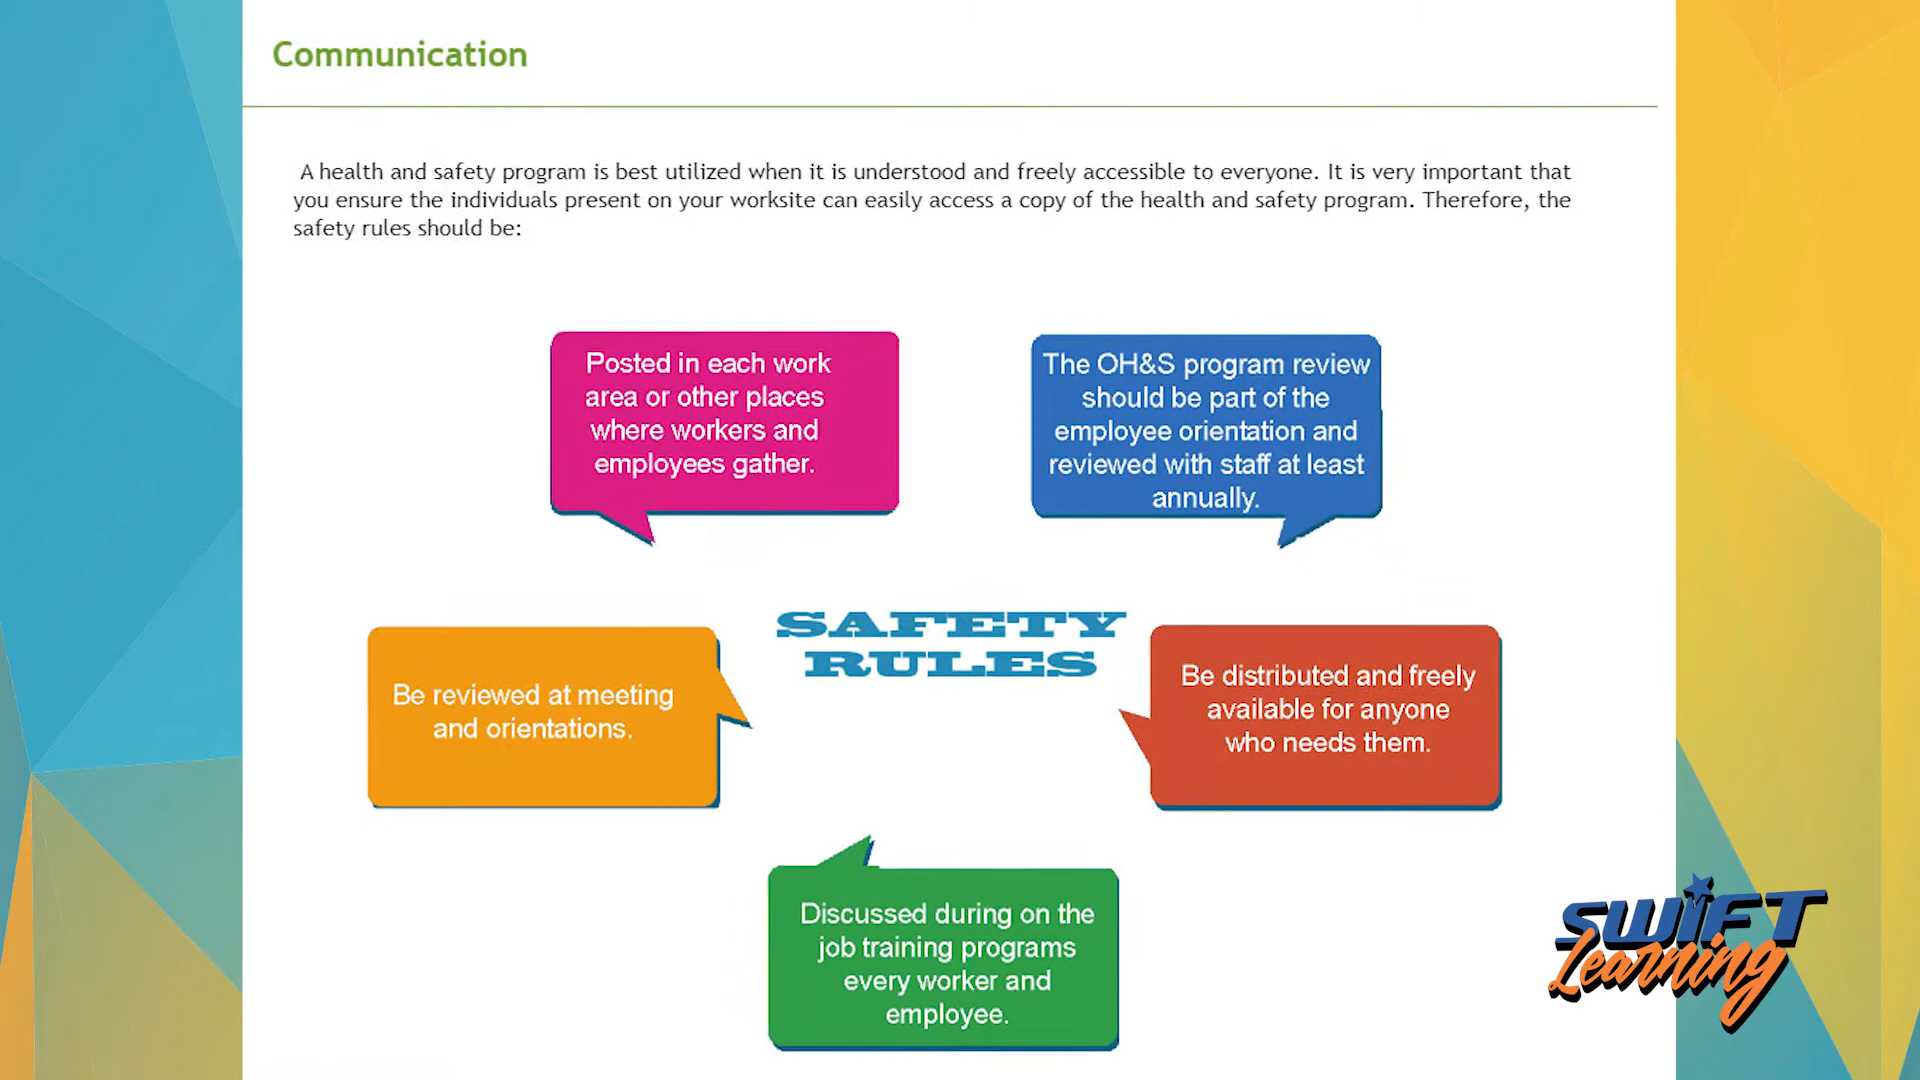 Communication
A health and safety program is best utilized when it is understood and freely accessible to everyone. It is very important that
you ensure the individuals present on your worksite can easily access a copy of the health and safety program. Therefore, the
safety rules should be:
Posted in each work
area or other places
where workers and
employees gather.
The OH&S program review
should be part of the
employee orientation and
reviewed with staff at least
annually.
SAFETY
RULES
Be reviewed at meeting
and orientations.
Be distributed and freely
available for anyone
who needs them.
Discussed during on the
job training programs
every worker and
employee.
SWIFT
Learning